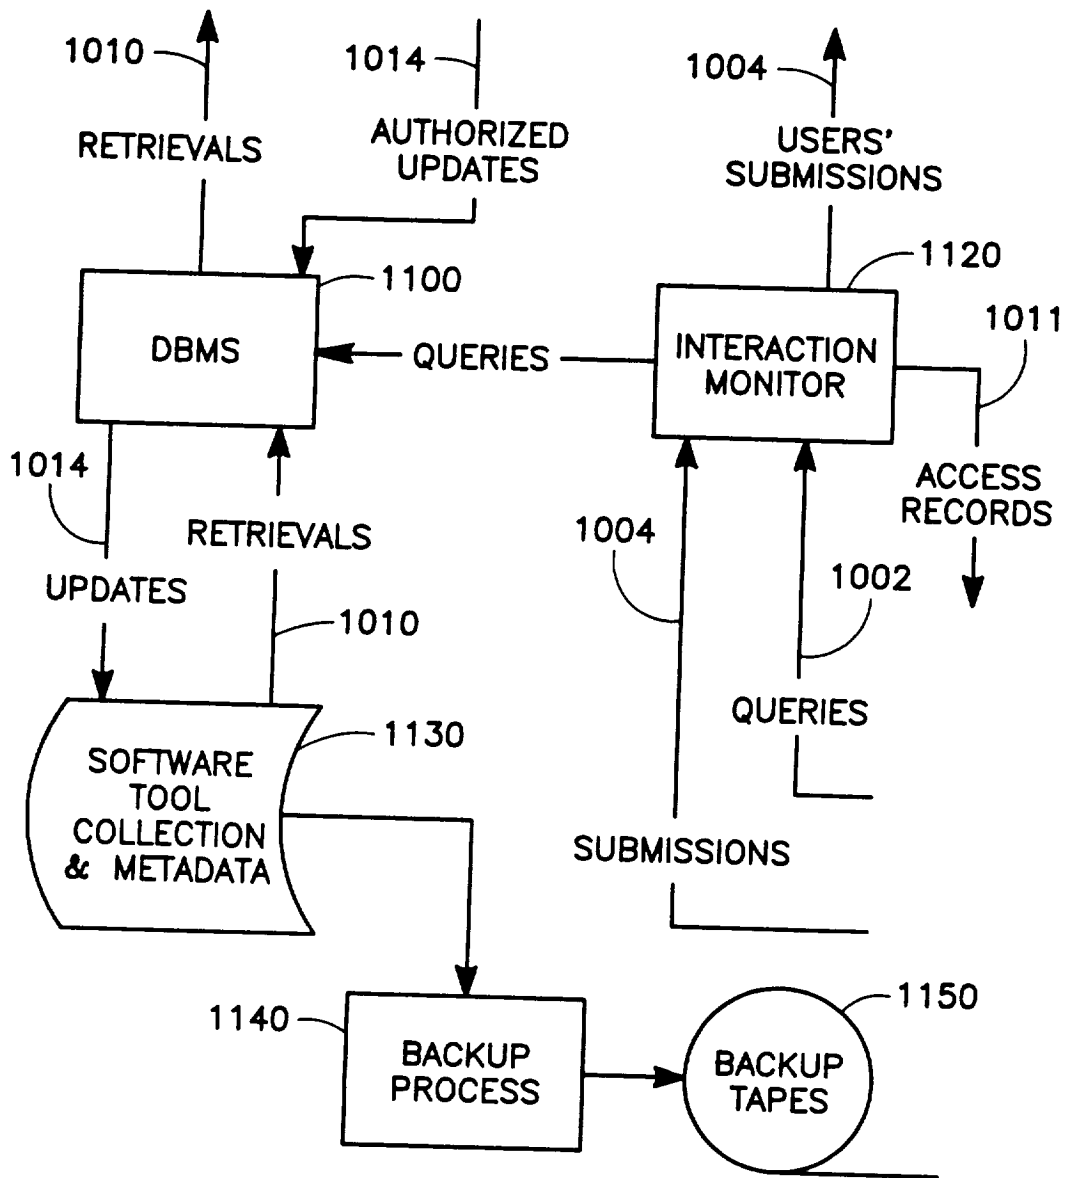 1010
1014
1004
RETRIEVALS
AUTHORIZED
UPDATES
USERS'
SUBMISSIONS
1100
1120
1011
DBMS
QUERIES
INTERACTION
MONITOR
1014
RETRIEVALS
ACCESS
RECORDS
1004
1002
UPDATES
1010
QUERIES
1130
SOFTWARE
TOOL
COLLECTION
& METADATA
SUBMISSIONS
1140
1150
BACKUP
PROCESS
BACKUP
TAPES